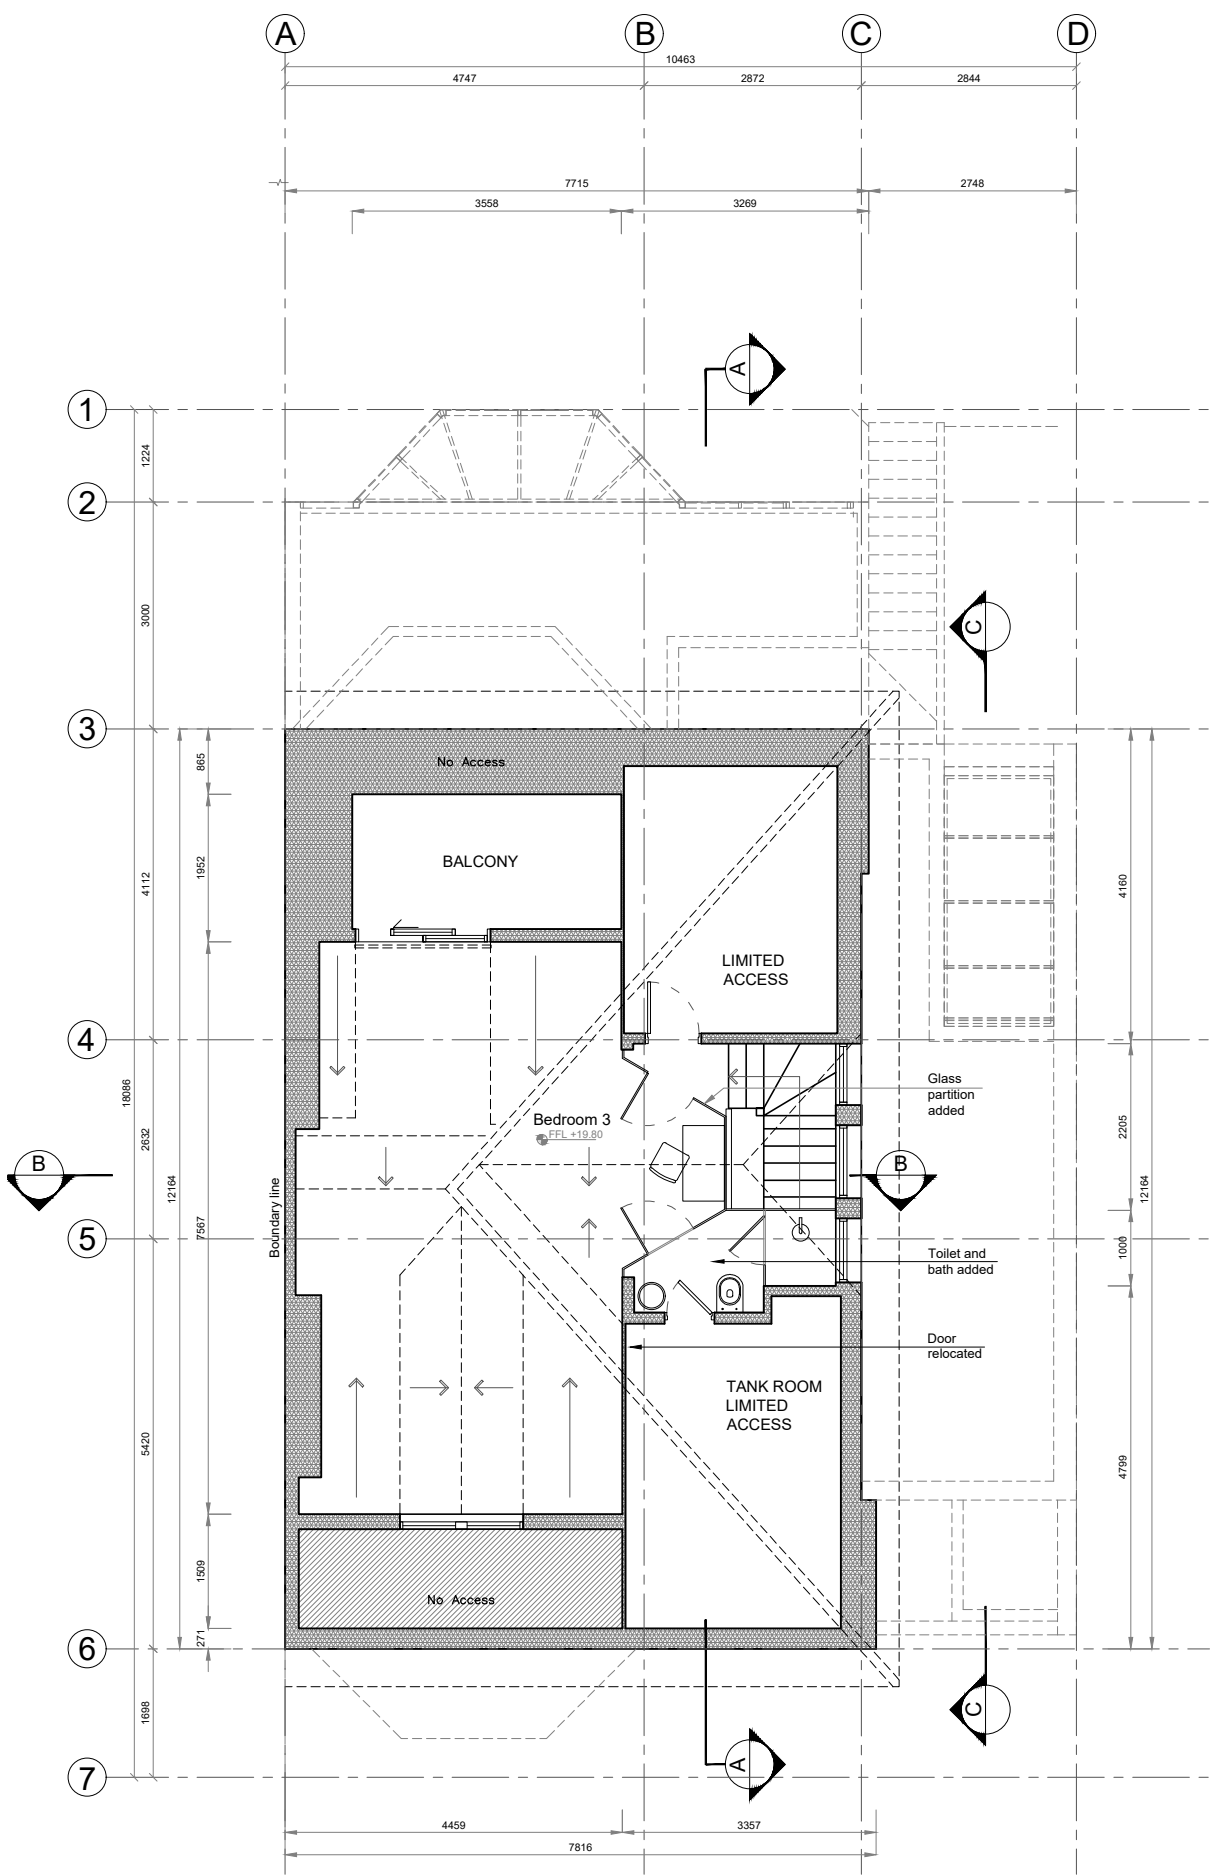 A B C D
10463
4747 2872 2844
7715 2748
3558 3269
A
1
1224
2
3000
C
3
865
No Access
1952
BALCONY
4112
4160
LIMITED
ACCESS
4
18086
Glass
partition
added
Bedroom 3
FFL +19.80
2632
2205
B
12164
7567
Boundary line
B
12164
5
1000
Toilet and
bath added
Door
relocated
TANK ROOM
LIMITED
ACCESS
5420
4799
1509
No Access
271
6
1698
C
A
7
4459 3357
7816